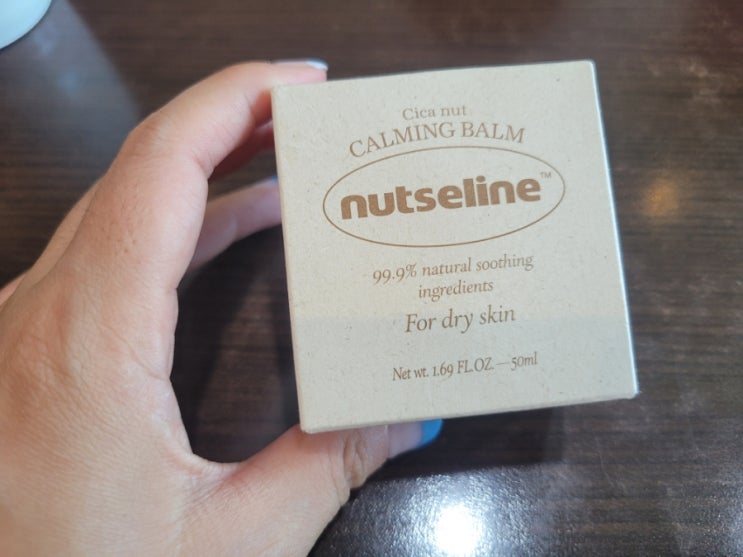 Cica nut
CALMING BALM
nutseline™
99.9% natural soothing
ingredients
For dry skin
Net wt. 1.69 FL.OZ.—50ml